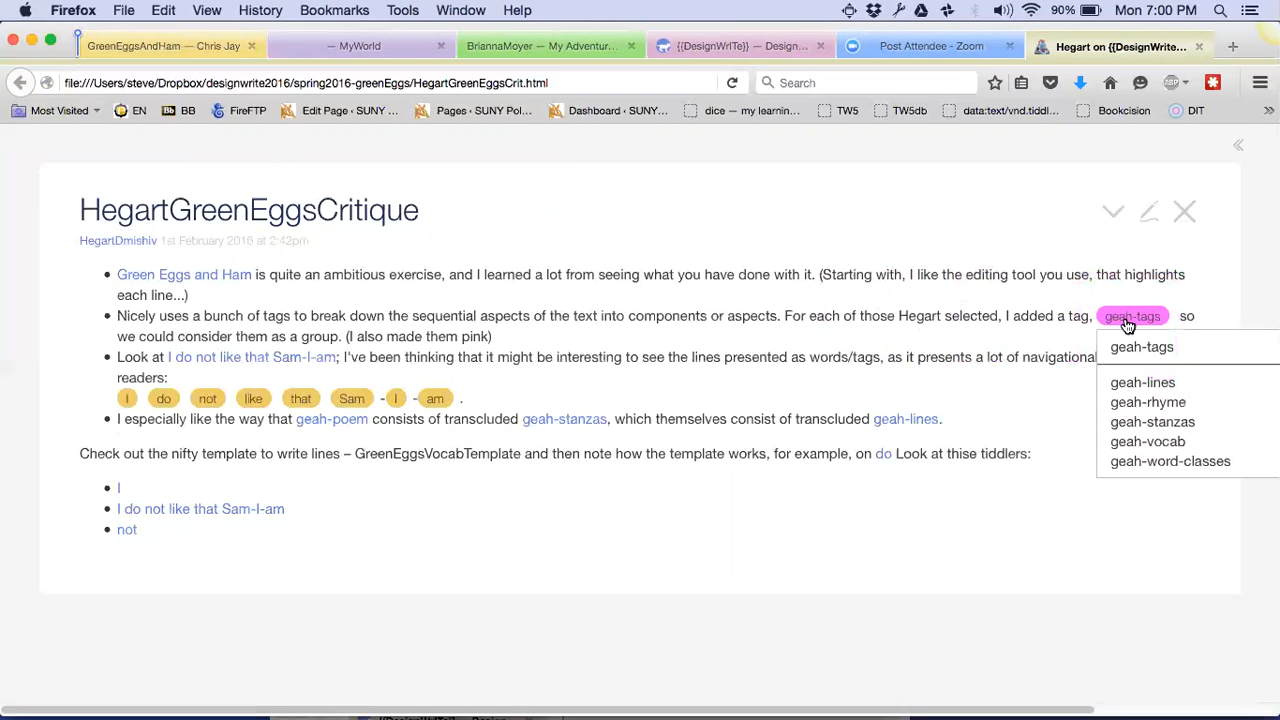 Firefox File Edit View History Bookmarks Tools Window Help 90% Mon 7:00 PM
GreenEggsAndHam — Chris Jay × — MyWorld × BriannaMoyer — My Adventur... × {{DesignWriTe}} — Design... × Post Attendee - Zoom × Hegart on {{DesignWrite... ×
file:///Users/steve/Dropbox/designwrite2016/spring2016-greenEggs/HegartGreenEggsCrit.html Search ABP
Most Visited EN BB FireFTP Edit Page ‹ SUNY ... Pages ‹ SUNY Pol... Dashboard ‹ SUNY... dice — my learnin... TW5 TW5db data:text/vnd.tiddl... Bookcision DIT »
HegartGreenEggsCritique
HegartDmishiv 1st February 2016 at 2:42pm
Green Eggs and Ham is quite an ambitious exercise, and I learned a lot from seeing what you have done with it. (Starting with, I like the editing tool you use, that highlights
each line...)
Nicely uses a bunch of tags to break down the sequential aspects of the text into components or aspects. For each of those Hegart selected, I added a tag, geah-tags so
we could consider them as a group. (I also made them pink)
Look at I do not like that Sam-I-am; I've been thinking that it might be interesting to see the lines presented as words/tags, as it presents a lot of navigational
readers:
I do not like that Sam -I -am .
I especially like the way that geah-poem consists of transcluded geah-stanzas, which themselves consist of transcluded geah-lines.
Check out the nifty template to write lines – GreenEggsVocabTemplate and then note how the template works, for example, on do Look at thise tiddlers:
I
I do not like that Sam-I-am
not
geah-tags
geah-lines
geah-rhyme
geah-stanzas
geah-vocab
geah-word-classes